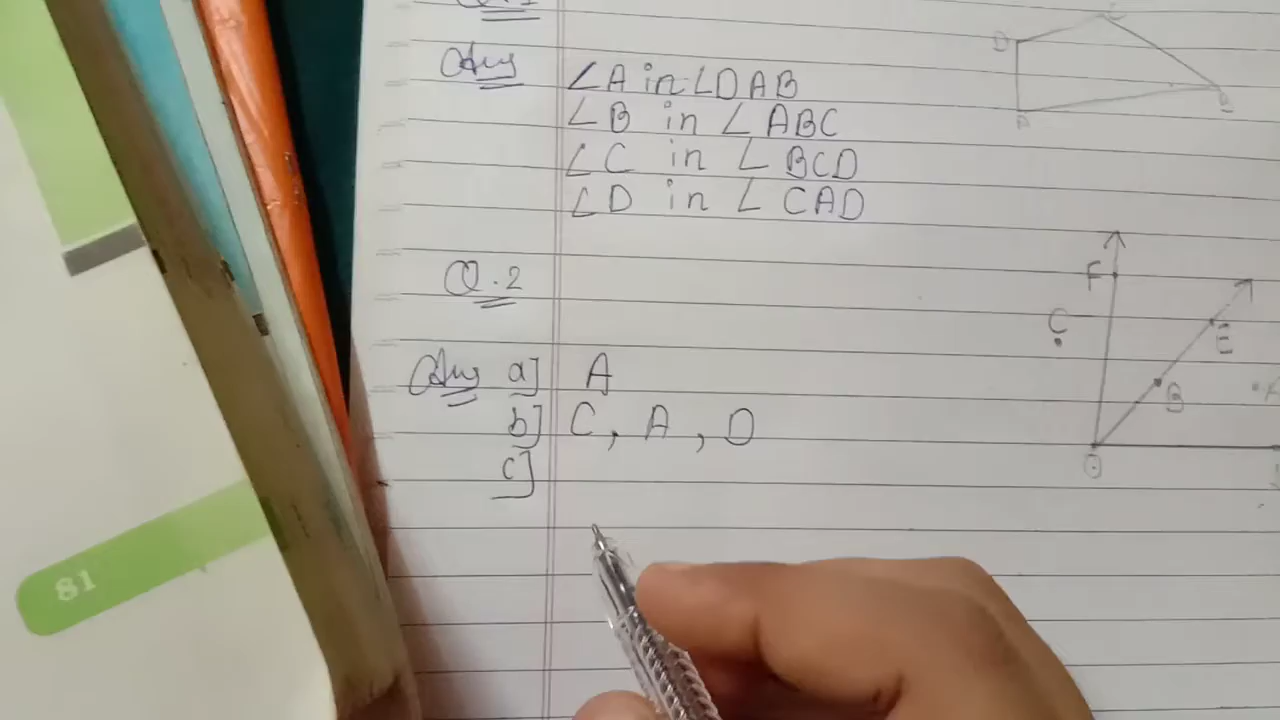 Ans ∠A in ∠DAB
∠B in ∠ABC
∠C in ∠BCD
∠D in ∠CAD
D
A
B
Q.2
Ans a] A
b] C, A, D
c]
F
C
E
B
A
O
81